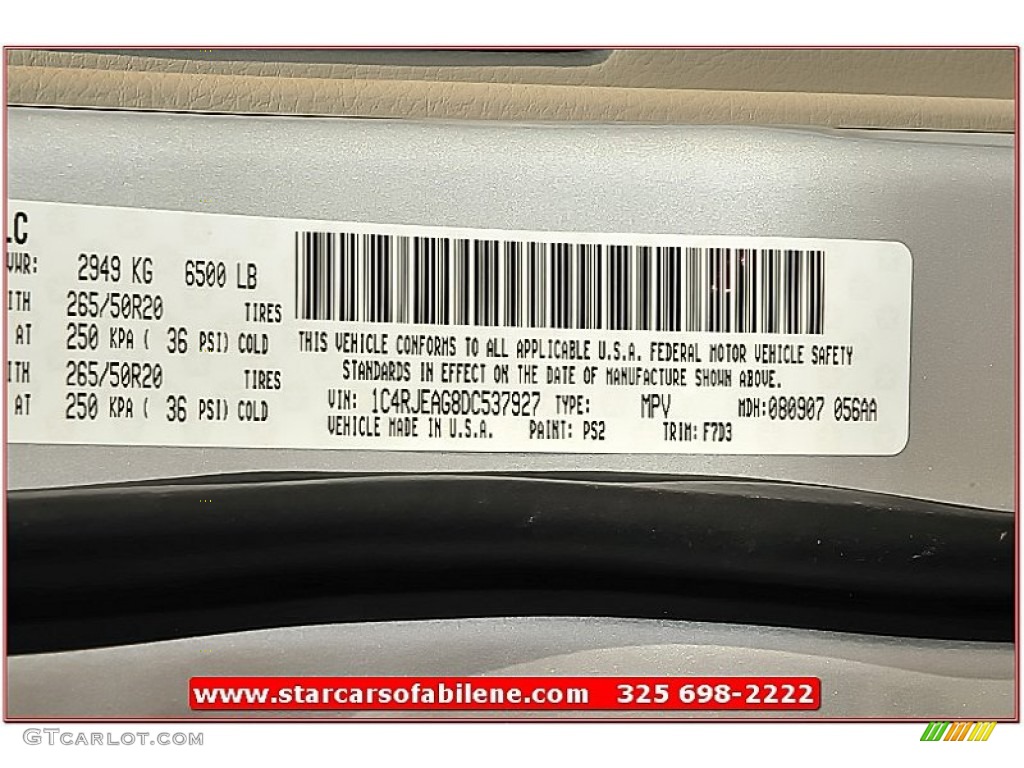 LC
VWR: 2949 KG 6500 LB
ITH 265/50R20 TIRES
AT 250 KPA ( 36 PSI) COLD
ITH 265/50R20 TIRES
AT 250 KPA ( 36 PSI) COLD
THIS VEHICLE CONFORMS TO ALL APPLICABLE U.S.A. FEDERAL MOTOR VEHICLE SAFETY
STANDARDS IN EFFECT ON THE DATE OF MANUFACTURE SHOWN ABOVE.
VIN: 1C4RJEAG8DC537927 TYPE: MPV MDH:080907 056AA
VEHICLE MADE IN U.S.A. PAINT: PS2 TRIM: F7D3
www.starcarsofabilene.com 325 698-2222
GTcarlot.com